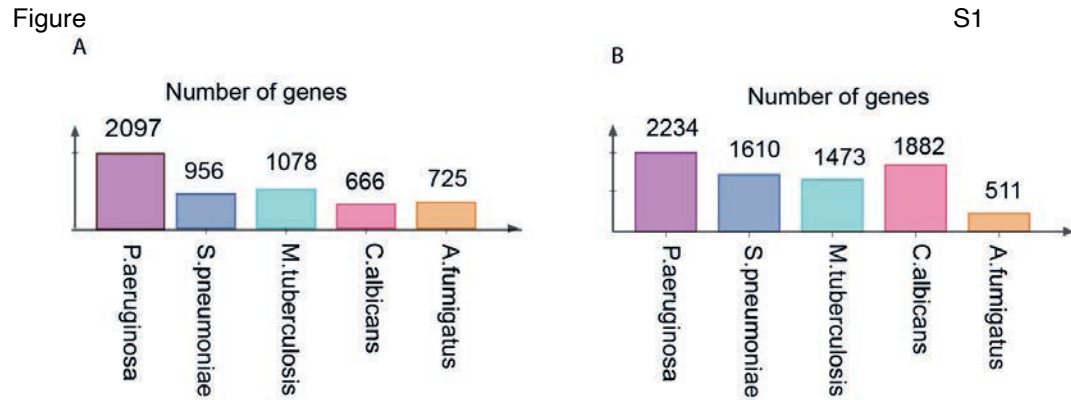 Figure S1
A
Number of genes
2097
956
1078
666
725
P.aeruginosa
S.pneumoniae
M.tuberculosis
C.albicans
A.fumigatus
B
Number of genes
2234
1610
1473
1882
511
P.aeruginosa
S.pneumoniae
M.tuberculosis
C.albicans
A.fumigatus